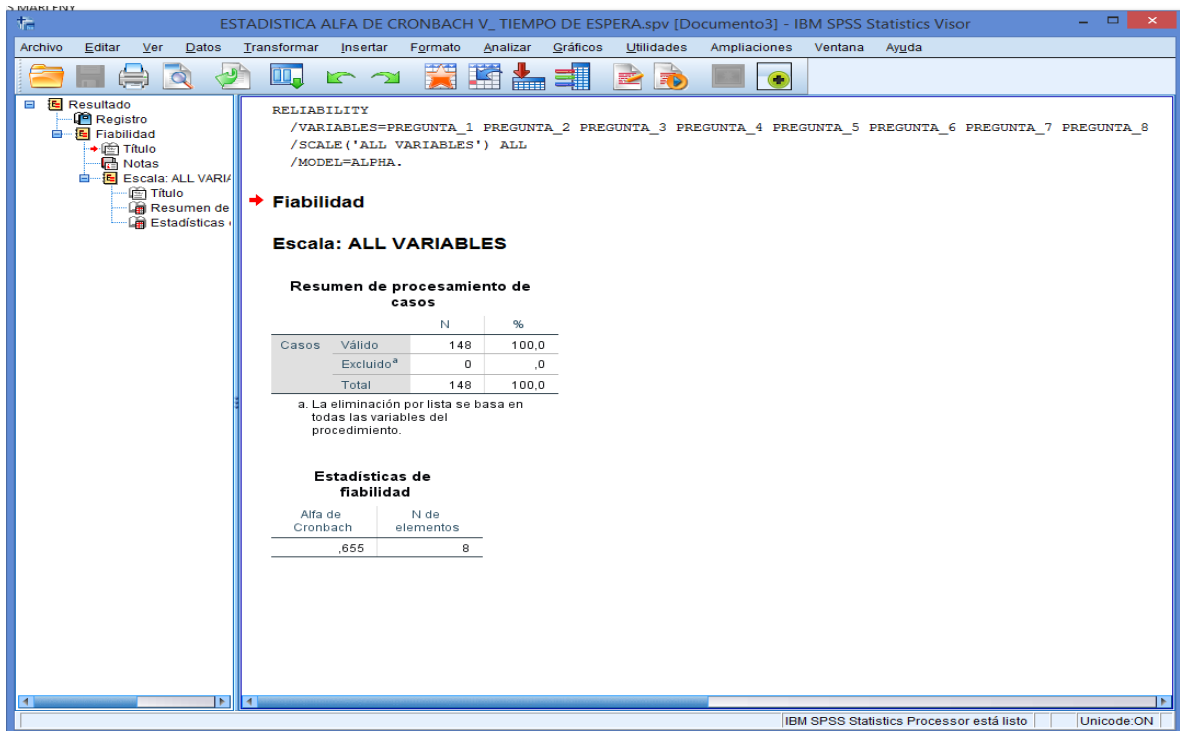 S MARLENY
ESTADISTICA ALFA DE CRONBACH V_ TIEMPO DE ESPERA.spv [Documento3] - IBM SPSS Statistics Visor
Archivo Editar Ver Datos Transformar Insertar Formato Analizar Gráficos Utilidades Ampliaciones Ventana Ayuda
Resultado
Registro
Fiabilidad
Título
Notas
Escala: ALL VARIA
Título
Resumen de
Estadísticas
RELIABILITY
/VARIABLES=PREGUNTA_1 PREGUNTA_2 PREGUNTA_3 PREGUNTA_4 PREGUNTA_5 PREGUNTA_6 PREGUNTA_7 PREGUNTA_8
/SCALE('ALL VARIABLES') ALL
/MODEL=ALPHA.
Fiabilidad
Escala: ALL VARIABLES
Resumen de procesamiento de
casos
N %
Casos Válido 148 100,0
Excluido a 0 ,0
Total 148 100,0
a. La eliminación por lista se basa en
todas las variables del
procedimiento.
Estadísticas de
fiabilidad
Alfa de N de
Cronbach elementos
,655 8
IBM SPSS Statistics Processor está listo Unicode:ON